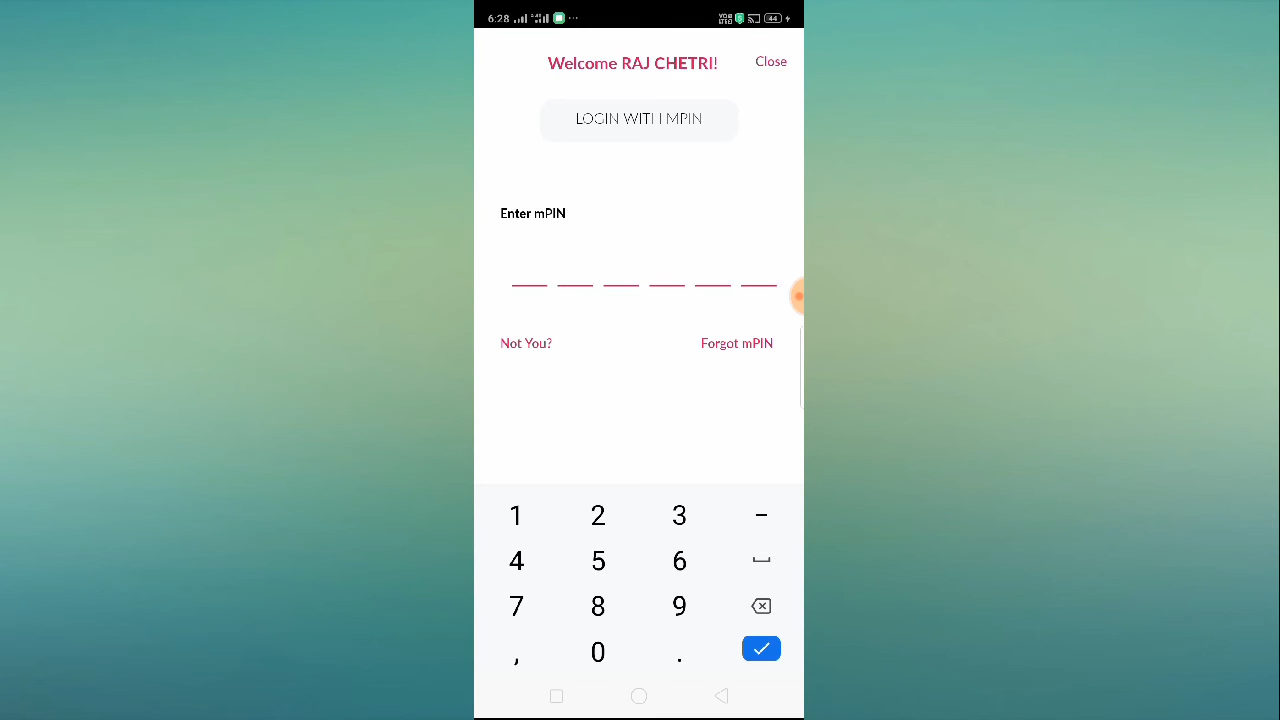 6:28
44
Welcome RAJ CHETRI!
Close
LOGIN WITH MPIN
Enter mPIN
Not You?
Forgot mPIN
1 2 3 -
4 5 6
7 8 9
, 0 .